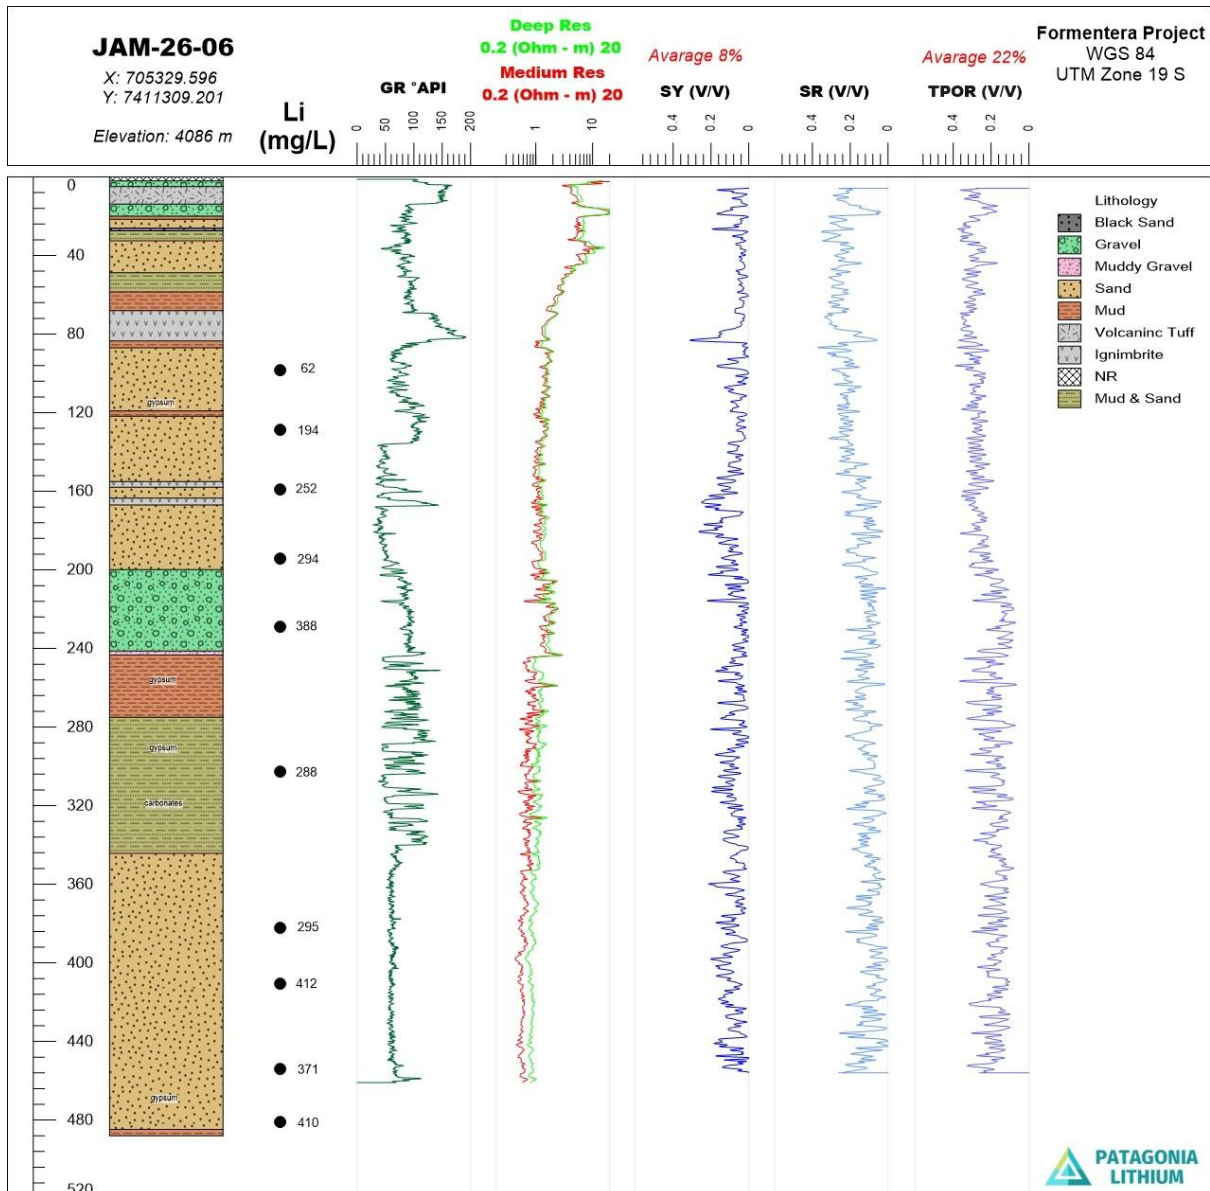 JAM-26-06
X: 705329.596
Y: 7411309.201
Elevation: 4086 m
Li
(mg/L)
GR °API
0 50 100 150 200
Deep Res
0.2 (Ohm - m) 20
Medium Res
0.2 (Ohm - m) 20
1 10
Avarage 8%
SY (V/V)
0.4 0.2 0
SR (V/V)
0.4 0.2 0
Avarage 22%
TPOR (V/V)
0.4 0.2 0
Formentera Project
WGS 84
UTM Zone 19 S
0
40
80
120
160
200
240
280
320
360
400
440
480
520
gypsum
gypsum
gypsum
carbonates
gypsum
62
194
252
294
388
288
295
412
371
410
Lithology
Black Sand
Gravel
Muddy Gravel
Sand
Mud
Volcaninc Tuff
Ignimbrite
NR
Mud & Sand
PATAGONIA
LITHIUM